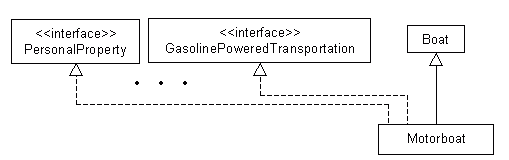 <<interface>>
PersonalProperty
<<interface>>
GasolinePoweredTransportation
Boat
. . .
Motorboat